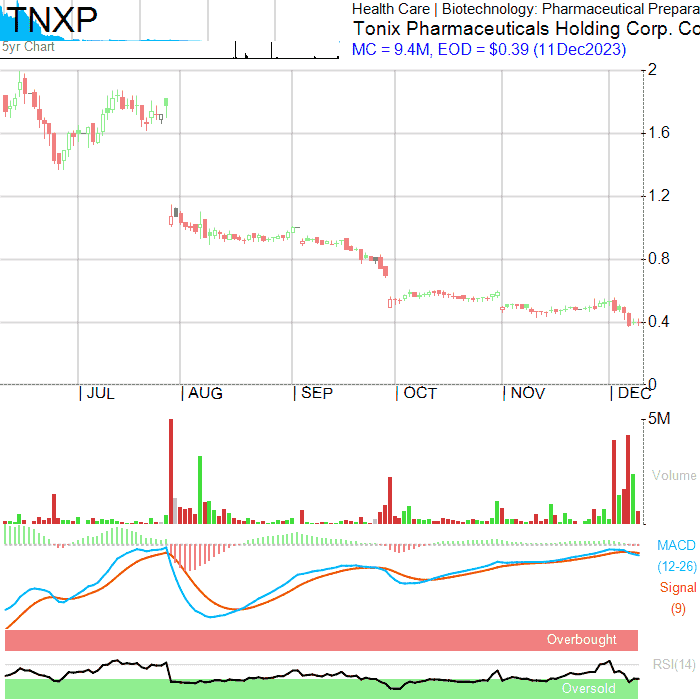 TNXP
Health Care | Biotechnology: Pharmaceutical Prepara
Tonix Pharmaceuticals Holding Corp. Co
MC = 9.4M, EOD = $0.39 (11Dec2023)
5yr Chart
2
1.6
1.2
0.8
0.4
0
| JUL | AUG | SEP | OCT | NOV | DEC
5M
Volume
MACD
(12-26)
Signal
(9)
Overbought
RSI(14)
Oversold